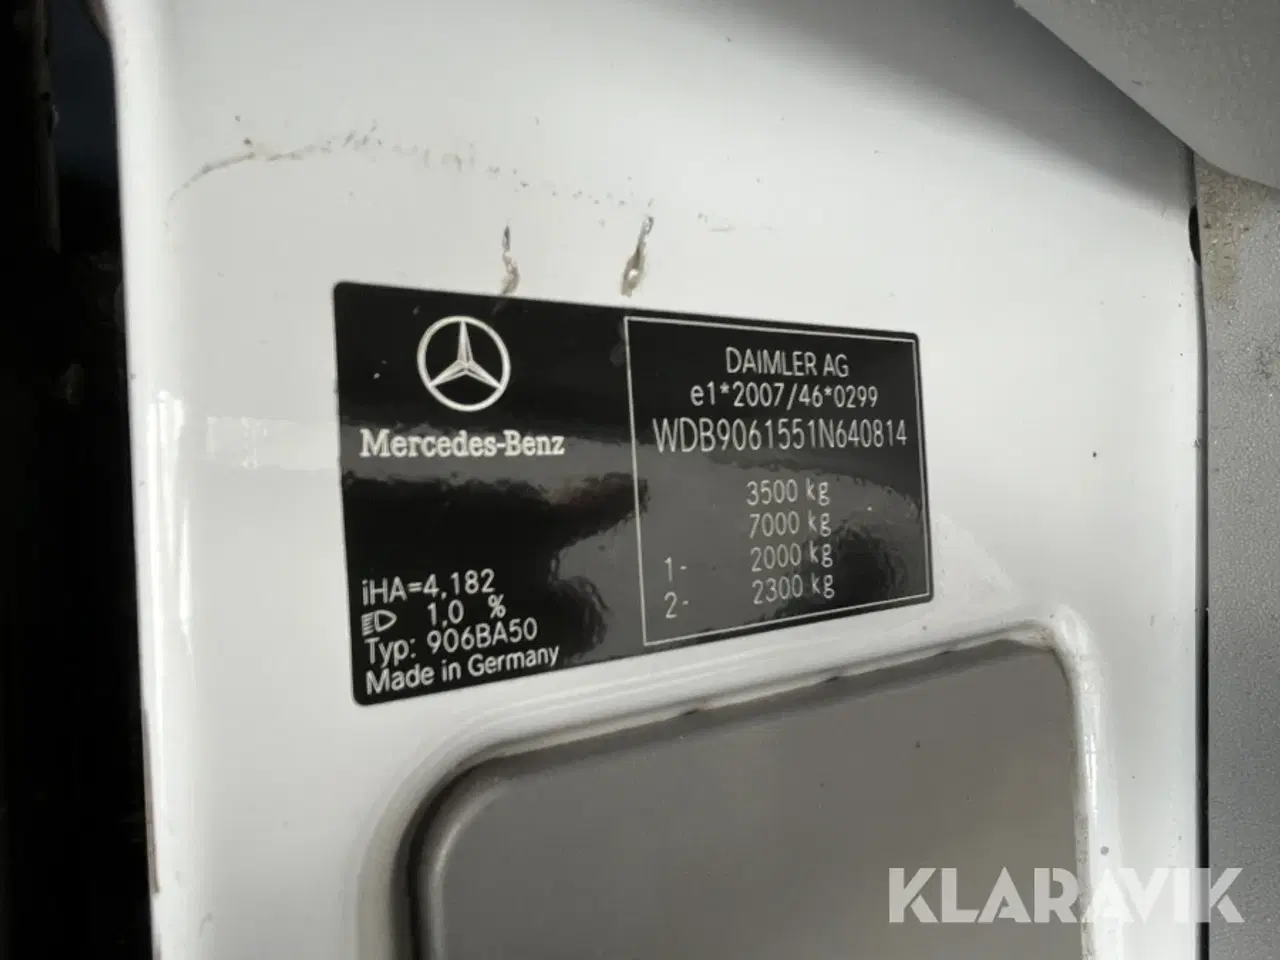 Mercedes-Benz
iHA=4,182
1,0 %
Typ: 906BA50
Made in Germany
DAIMLER AG
e1*2007/46*0299
WDB9061551N640814
3500 kg
7000 kg
1- 2000 kg
2- 2300 kg
KLARAVIK